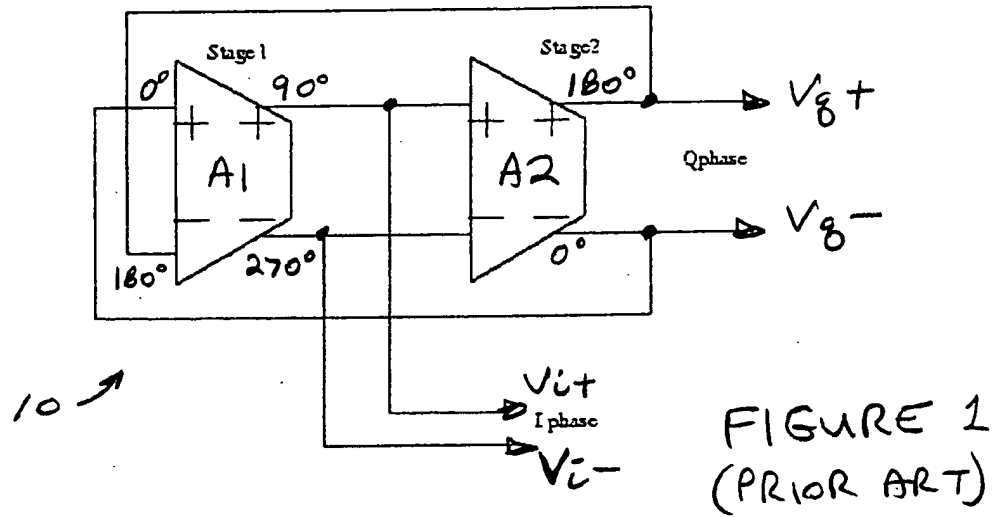 Stage1
Stage2
0° 90° 180°
+ + + +
Vq+
A1 A2
Qphase
— — — —
Vq—
180° 270° 0°
10
Vi+
I phase
Vi—
FIGURE 1
(PRIOR ART)